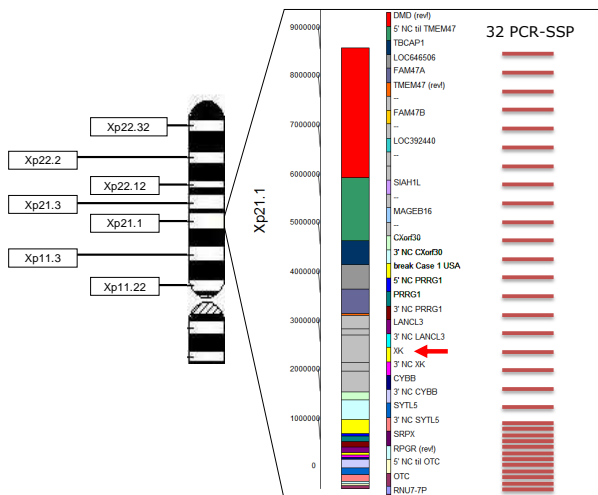 32 PCR-SSP
Xp22.32
Xp22.2
Xp22.12
Xp21.3
Xp21.1
Xp11.3
Xp11.22
Xp21.1
9000000
8000000
7000000
6000000
5000000
4000000
3000000
2000000
1000000
0
DMD (rev!)
5' NC til TMEM47
TBCAP1
LOC646506
FAM47A
TMEM47 (rev!)
--
FAM47B
--
LOC392440
--
SIAH1L
--
MAGEB16
--
CXorf30
3' NC CXorf30
break Case 1 USA
5' NC PRRG1
PRRG1
3' NC PRRG1
LANCL3
3' NC LANCL3
XK
3' NC XK
CYBB
3' NC CYBB
SYTL5
3' NC SYTL5
SRPX
RPGR (rev!)
5' NC til OTC
OTC
RNU7-7P